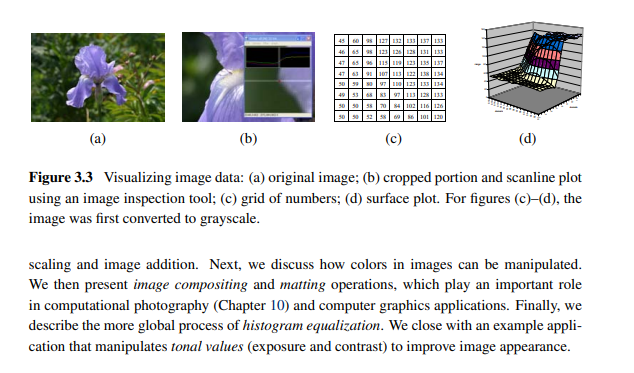 45 60 98 127 132 133 137 133
46 65 98 123 126 128 131 133
47 65 96 115 119 123 135 137
47 63 91 107 113 122 138 134
50 59 80 97 110 123 133 134
49 53 68 83 97 113 128 133
50 50 58 70 84 102 116 126
50 50 52 58 69 86 101 120
(a) (b) (c) (d)
Figure 3.3 Visualizing image data: (a) original image; (b) cropped portion and scanline plot
using an image inspection tool; (c) grid of numbers; (d) surface plot. For figures (c)–(d), the
image was first converted to grayscale.
scaling and image addition. Next, we discuss how colors in images can be manipulated.
We then present image compositing and matting operations, which play an important role
in computational photography (Chapter 10) and computer graphics applications. Finally, we
describe the more global process of histogram equalization. We close with an example appli-
cation that manipulates tonal values (exposure and contrast) to improve image appearance.